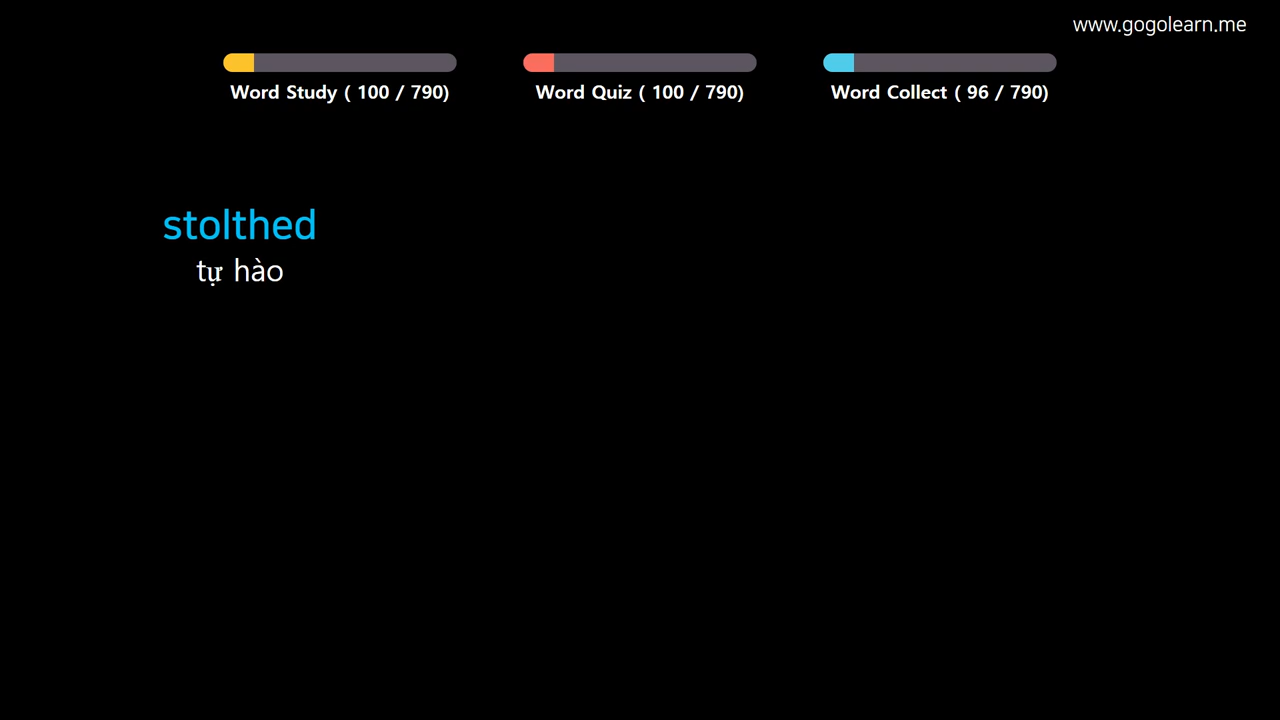 www.gogolearn.me
Word Study ( 100 / 790)
Word Quiz ( 100 / 790)
Word Collect ( 96 / 790)
stolthed
tự hào